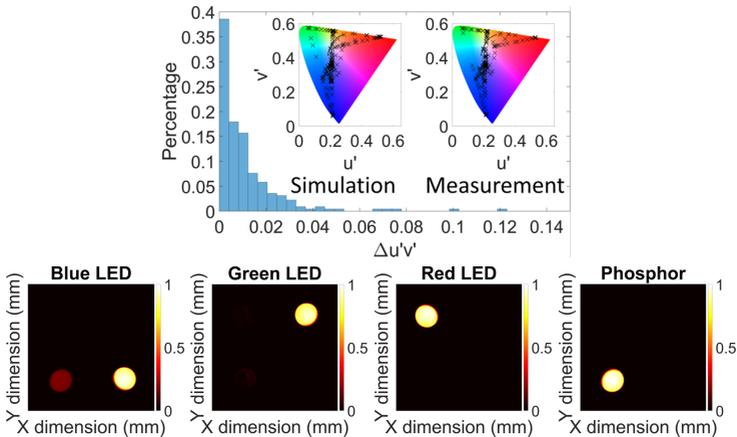 0.4
0.35
0.3
0.25
0.2
0.15
0.1
0.05
0
Percentage
0 0.02 0.04 0.06 0.08 0.1 0.12 0.14
Δu'v'
0.6
0.4
0.2
0
v'
0 0.2 0.4 0.6
u'
Simulation
0.6
0.4
0.2
0
v'
0 0.2 0.4 0.6
u'
Measurement
Blue LED
Y dimension (mm)
X dimension (mm)
1
0.5
0
Green LED
Y dimension (mm)
X dimension (mm)
1
0.5
0
Red LED
Y dimension (mm)
X dimension (mm)
1
0.5
0
Phosphor
Y dimension (mm)
X dimension (mm)
1
0.5
0